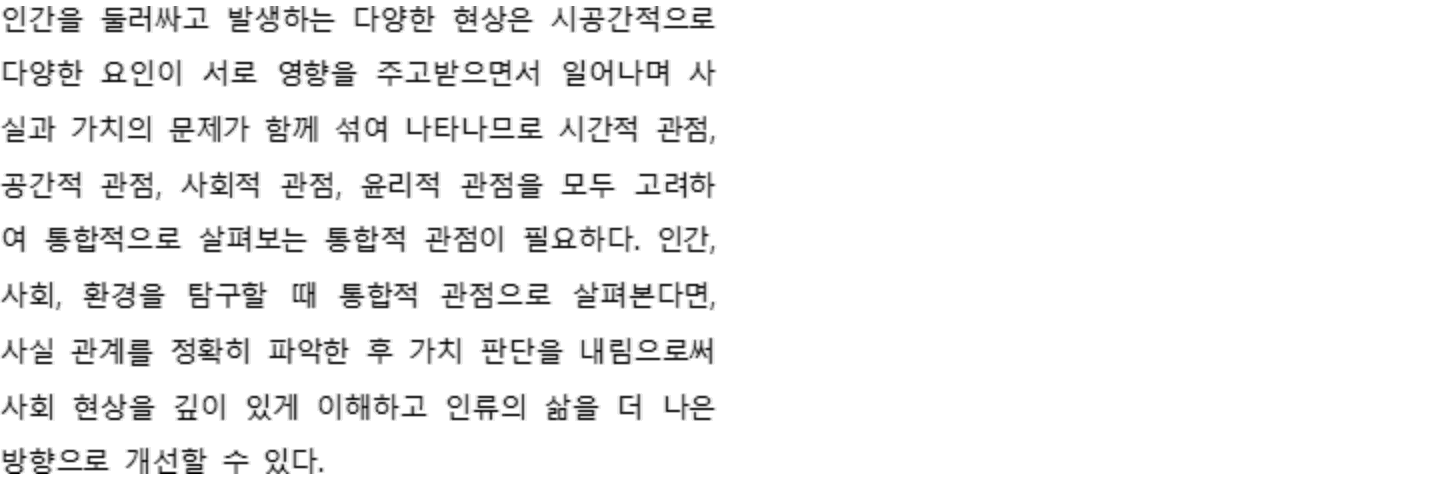 인간을 둘러싸고 발생하는 다양한 현상은 시공간적으로
다양한 요인이 서로 영향을 주고받으면서 일어나며 사
실과 가치의 문제가 함께 섞여 나타나므로 시간적 관점,
공간적 관점, 사회적 관점, 윤리적 관점을 모두 고려하
여 통합적으로 살펴보는 통합적 관점이 필요하다. 인간,
사회, 환경을 탐구할 때 통합적 관점으로 살펴본다면,
사실 관계를 정확히 파악한 후 가치 판단을 내림으로써
사회 현상을 깊이 있게 이해하고 인류의 삶을 더 나은
방향으로 개선할 수 있다.